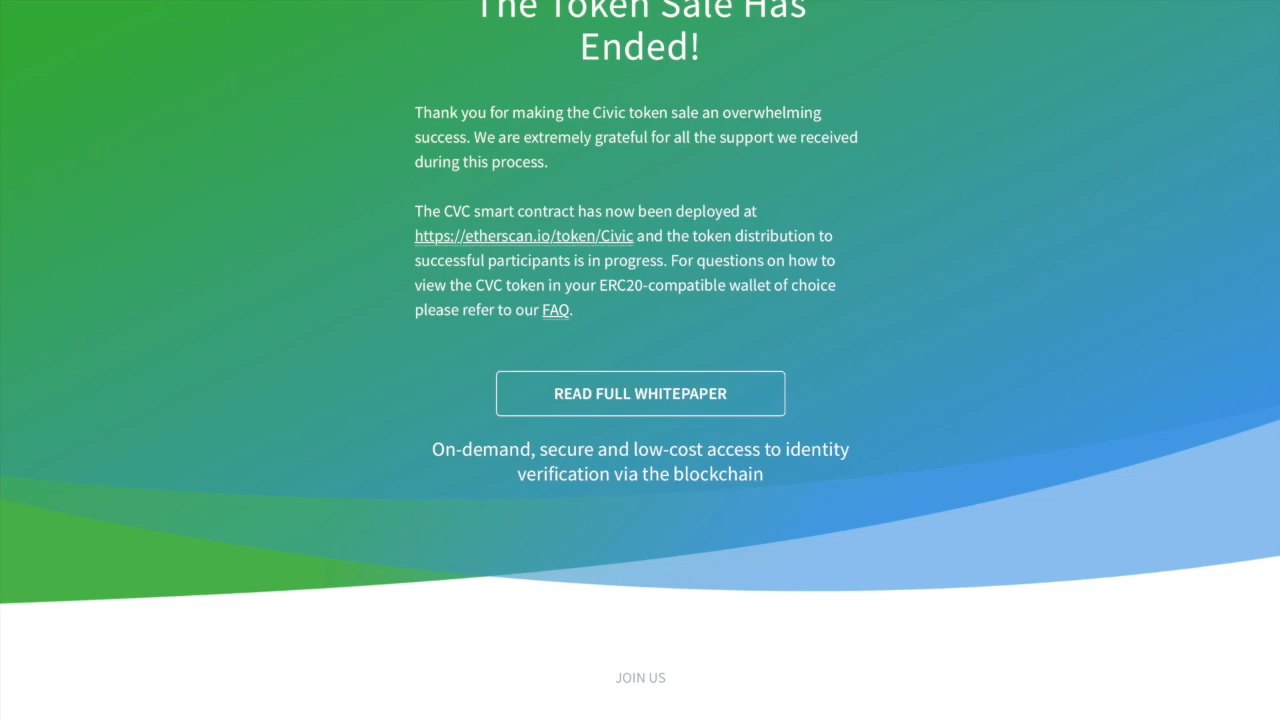 The Token Sale Has
Ended!
Thank you for making the Civic token sale an overwhelming
success. We are extremely grateful for all the support we received
during this process.
The CVC smart contract has now been deployed at
https://etherscan.io/token/Civic and the token distribution to
successful participants is in progress. For questions on how to
view the CVC token in your ERC20-compatible wallet of choice
please refer to our FAQ.
READ FULL WHITEPAPER
On-demand, secure and low-cost access to identity
verification via the blockchain
JOIN US